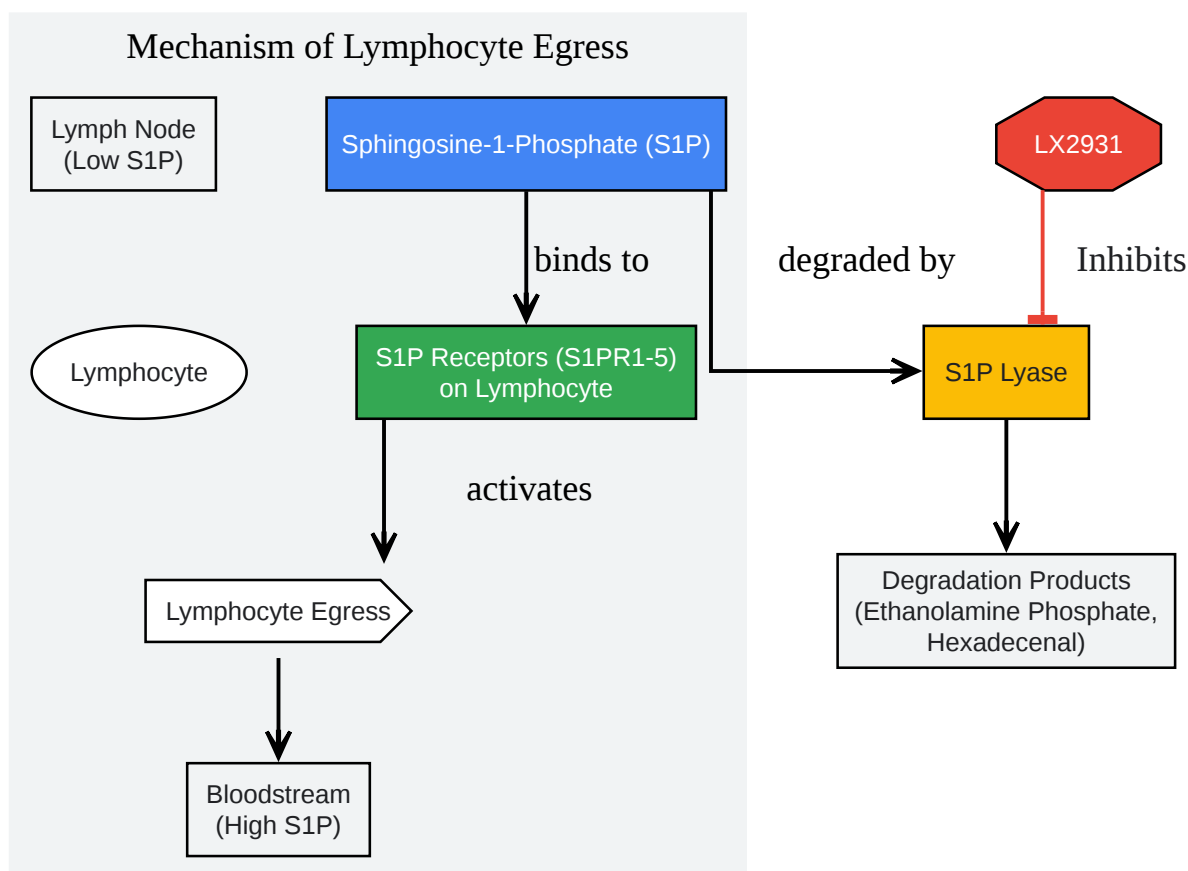 Mechanism of Lymphocyte Egress
Lymph Node
(Low S1P)
Sphingosine-1-Phosphate (S1P)
LX2931
binds to
degraded by
Inhibits
Lymphocyte
S1P Receptors (S1PR1-5)
on Lymphocyte
S1P Lyase
activates
Degradation Products
(Ethanolamine Phosphate,
Hexadecenal)
Lymphocyte Egress
Bloodstream
(High S1P)